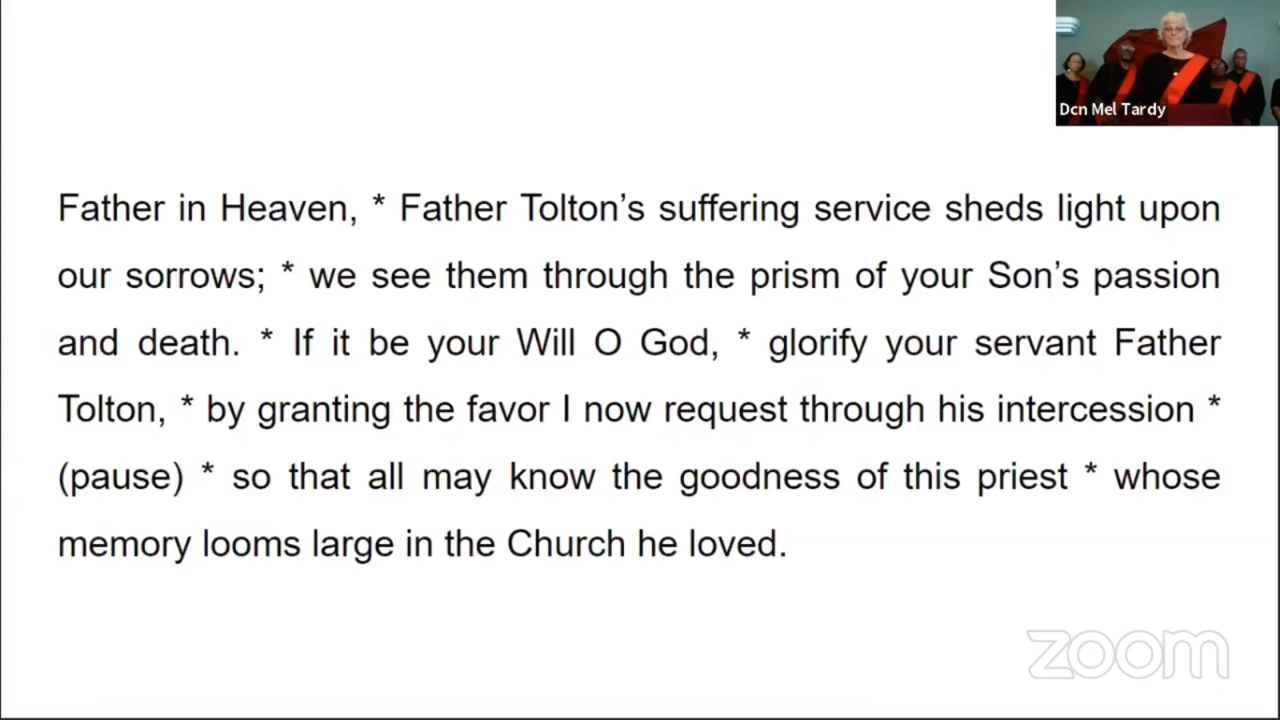 Dcn Mel Tardy
Father in Heaven, * Father Tolton’s suffering service sheds light upon
our sorrows; * we see them through the prism of your Son’s passion
and death. * If it be your Will O God, * glorify your servant Father
Tolton, * by granting the favor I now request through his intercession *
(pause) * so that all may know the goodness of this priest * whose
memory looms large in the Church he loved.
zoom